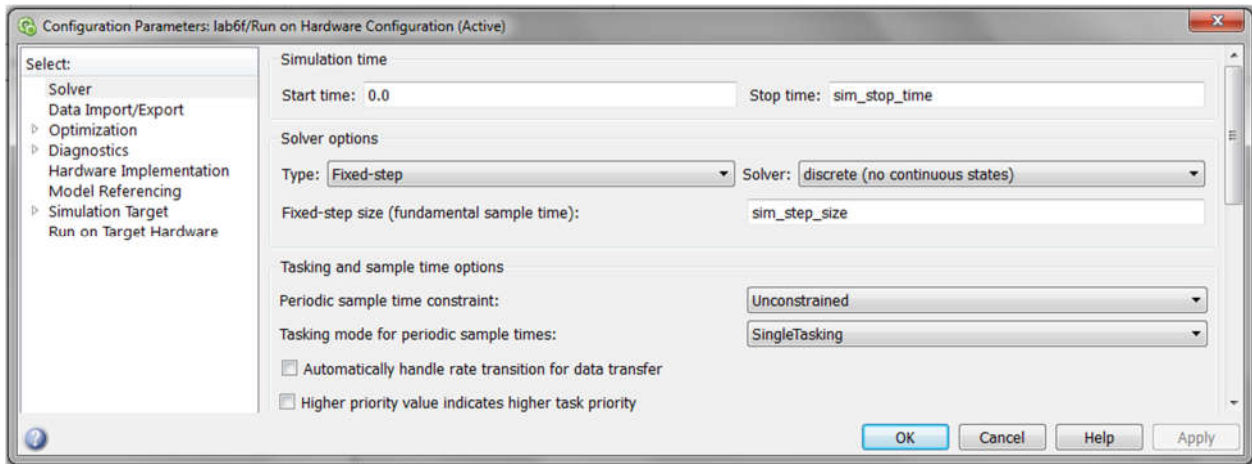 Configuration Parameters: lab6f/Run on Hardware Configuration (Active)
Select:
Solver
Data Import/Export
Optimization
Diagnostics
Hardware Implementation
Model Referencing
Simulation Target
Run on Target Hardware
Simulation time
Start time: 0.0 Stop time: sim_stop_time
Solver options
Type: Fixed-step Solver: discrete (no continuous states)
Fixed-step size (fundamental sample time): sim_step_size
Tasking and sample time options
Periodic sample time constraint: Unconstrained
Tasking mode for periodic sample times: SingleTasking
Automatically handle rate transition for data transfer
Higher priority value indicates higher task priority
OK Cancel Help Apply